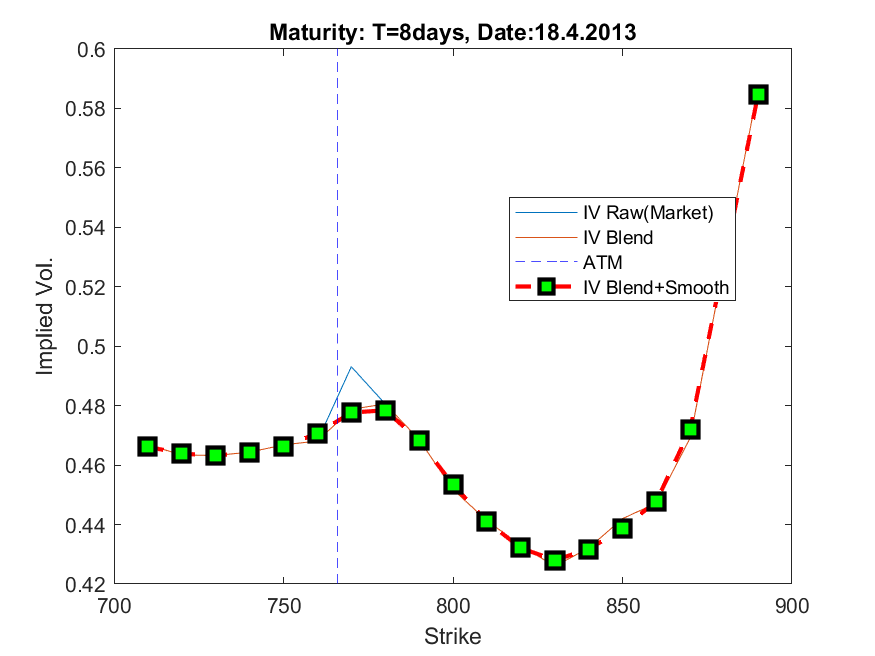 Maturity: T=8days, Date:18.4.2013
0.6
0.58
0.56
0.54
0.52
0.5
0.48
0.46
0.44
0.42
Implied Vol.
IV Raw(Market)
IV Blend
ATM
IV Blend+Smooth
700
750
800
850
900
Strike